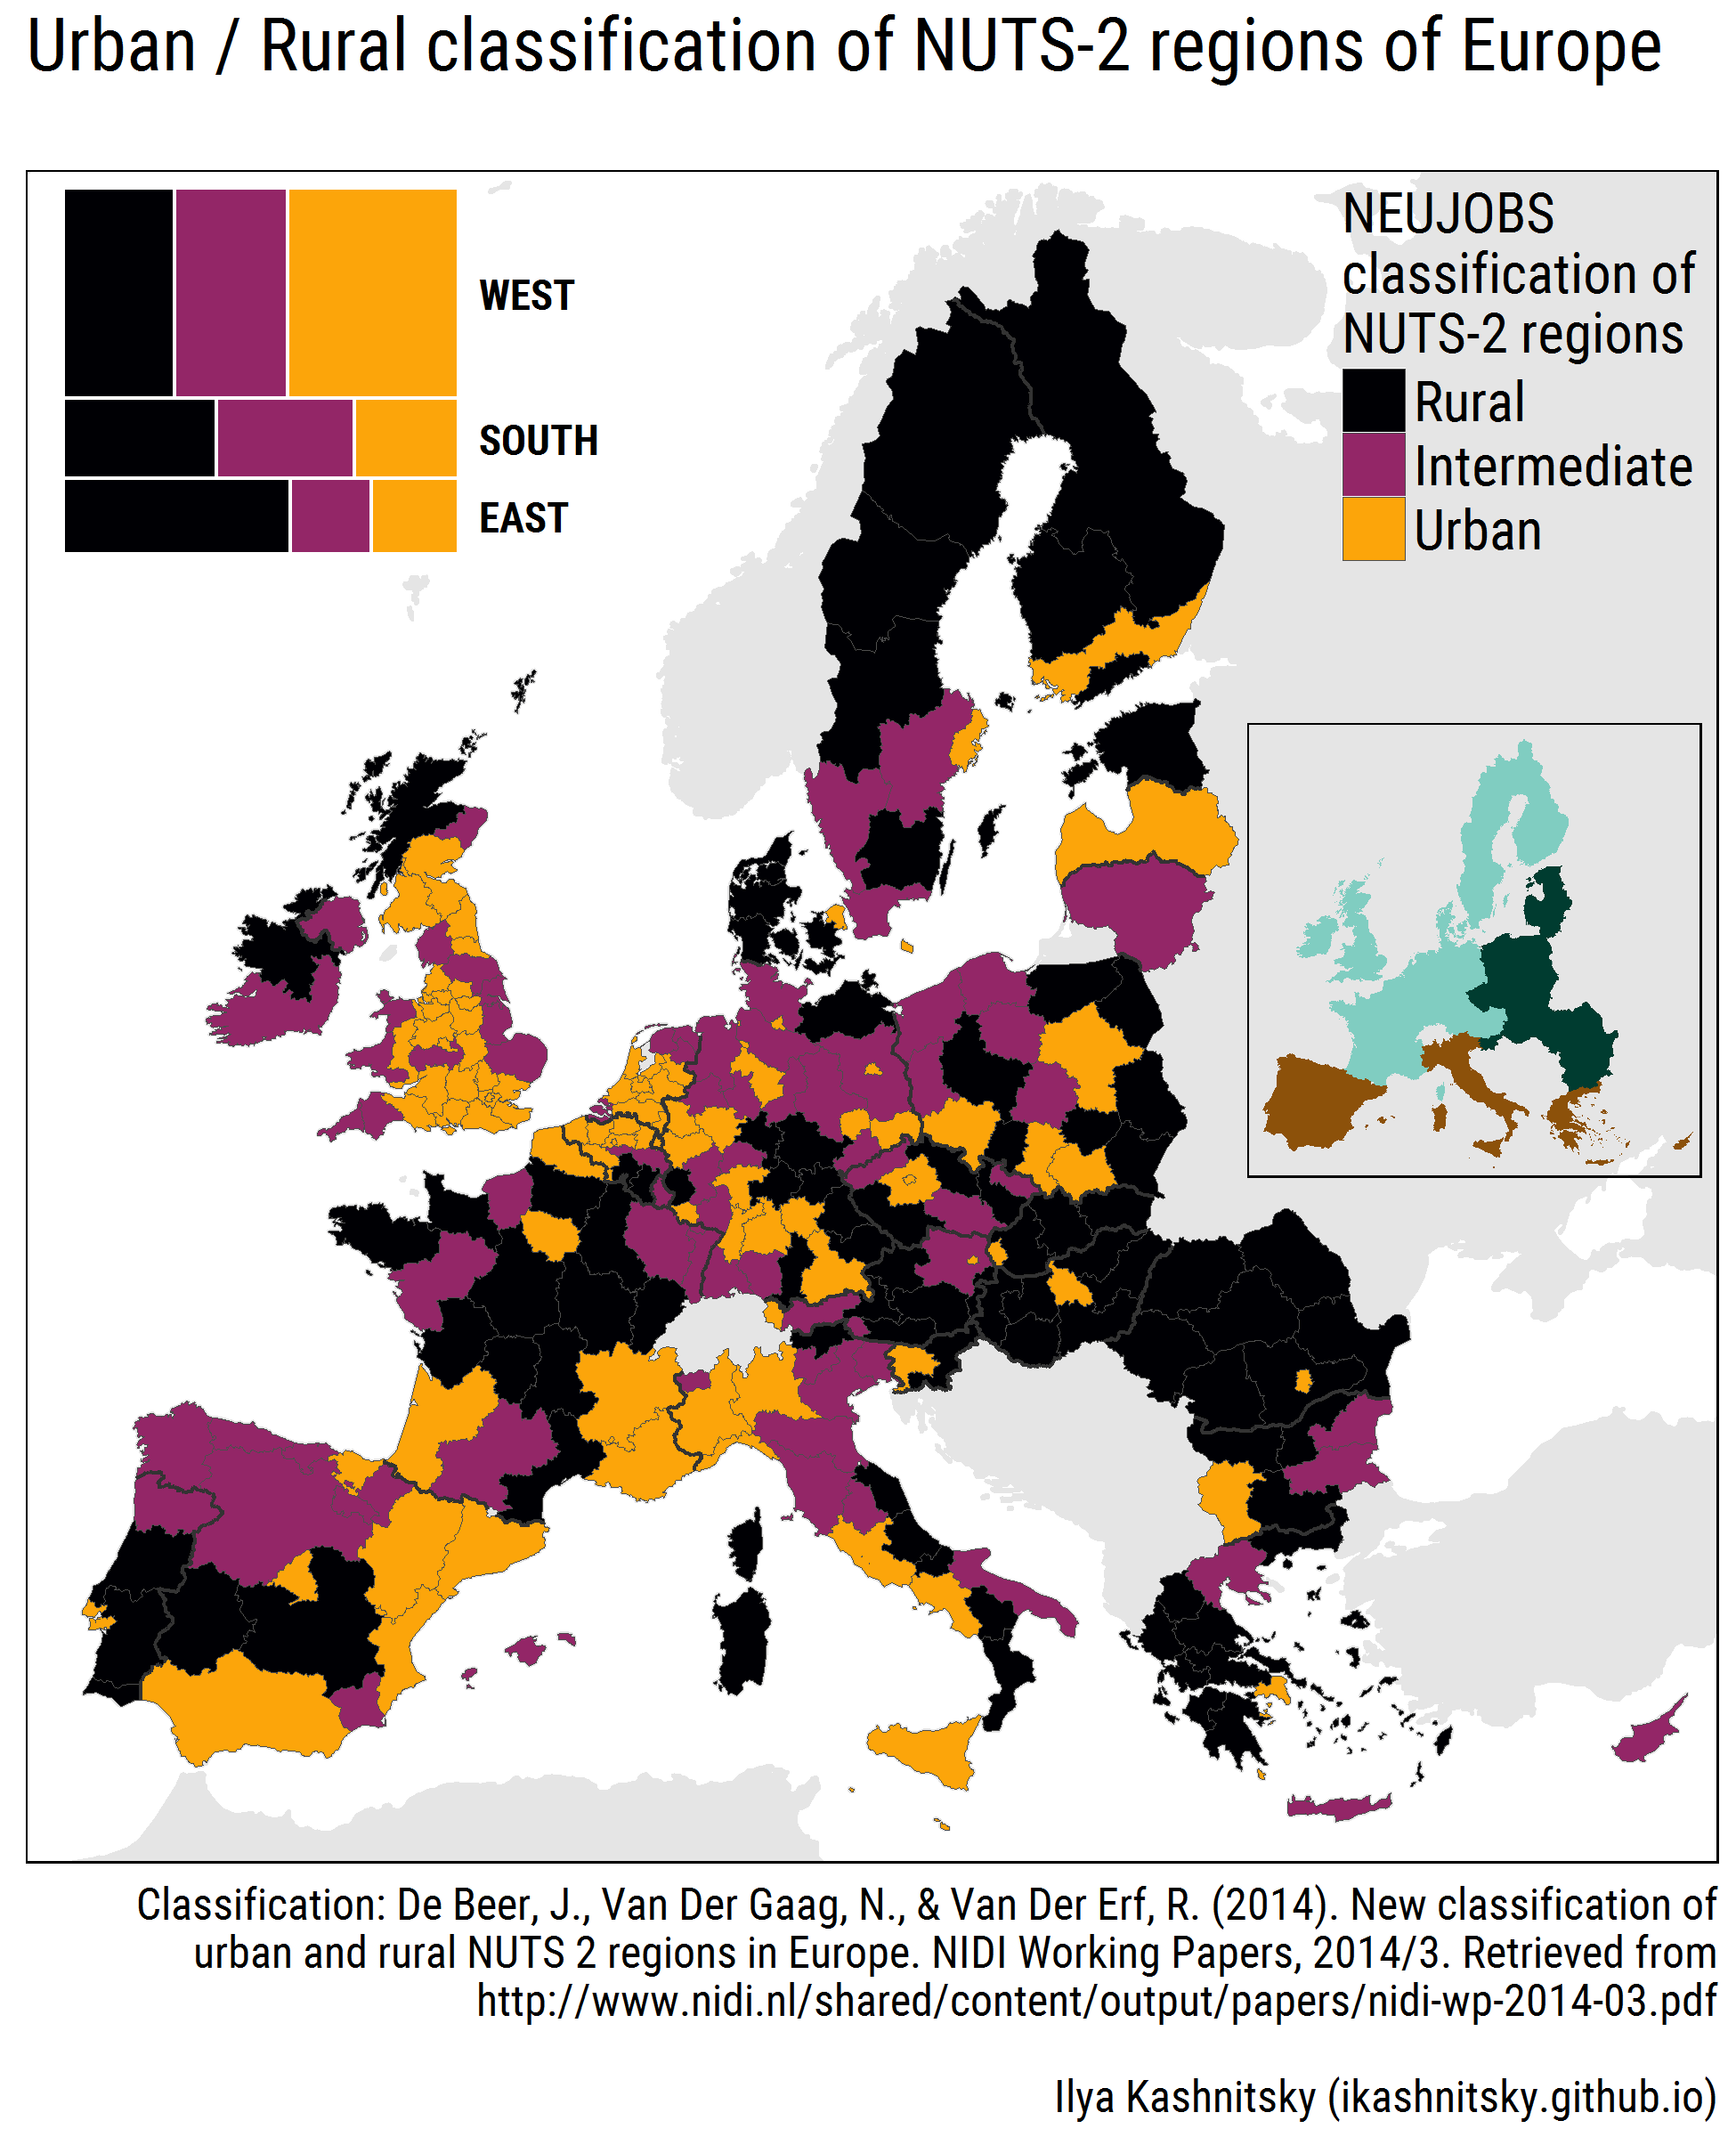 Urban / Rural classification of NUTS-2 regions of Europe
WEST
SOUTH
EAST
NEUJOBS
classification of
NUTS-2 regions
Rural
Intermediate
Urban
Classification: De Beer, J., Van Der Gaag, N., & Van Der Erf, R. (2014). New classification of
urban and rural NUTS 2 regions in Europe. NIDI Working Papers, 2014/3. Retrieved from
http://www.nidi.nl/shared/content/output/papers/nidi-wp-2014-03.pdf
Ilya Kashnitsky (ikashnitsky.github.io)